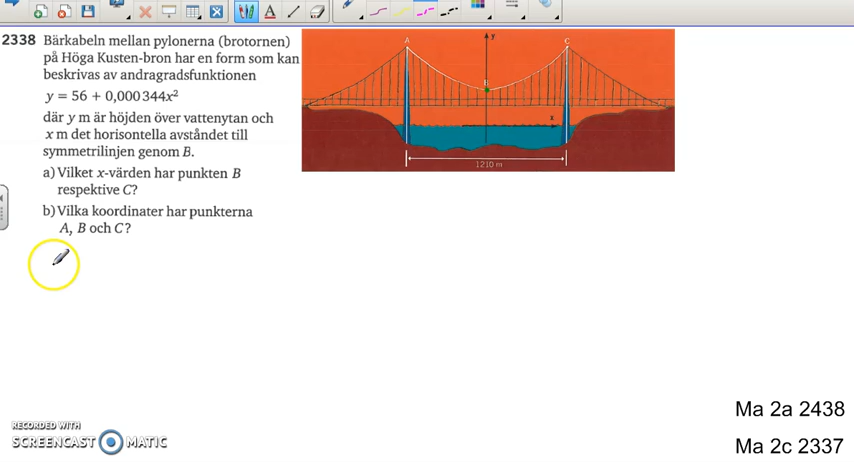 2338 Bärkabeln mellan pylonerna (brotornen)
på Höga Kusten-bron har en form som kan
beskrivas av andragradsfunktionen
y = 56 + 0,000 344x²
där y m är höjden över vattenytan och
x m det horisontella avståndet till
symmetrilinjen genom B.
a) Vilket x-värden har punkten B
respektive C?
b) Vilka koordinater har punkterna
A, B och C?
A
y
C
B
x
1210 m
RECORDED WITH
SCREENCAST MATIC
Ma 2a 2438
Ma 2c 2337